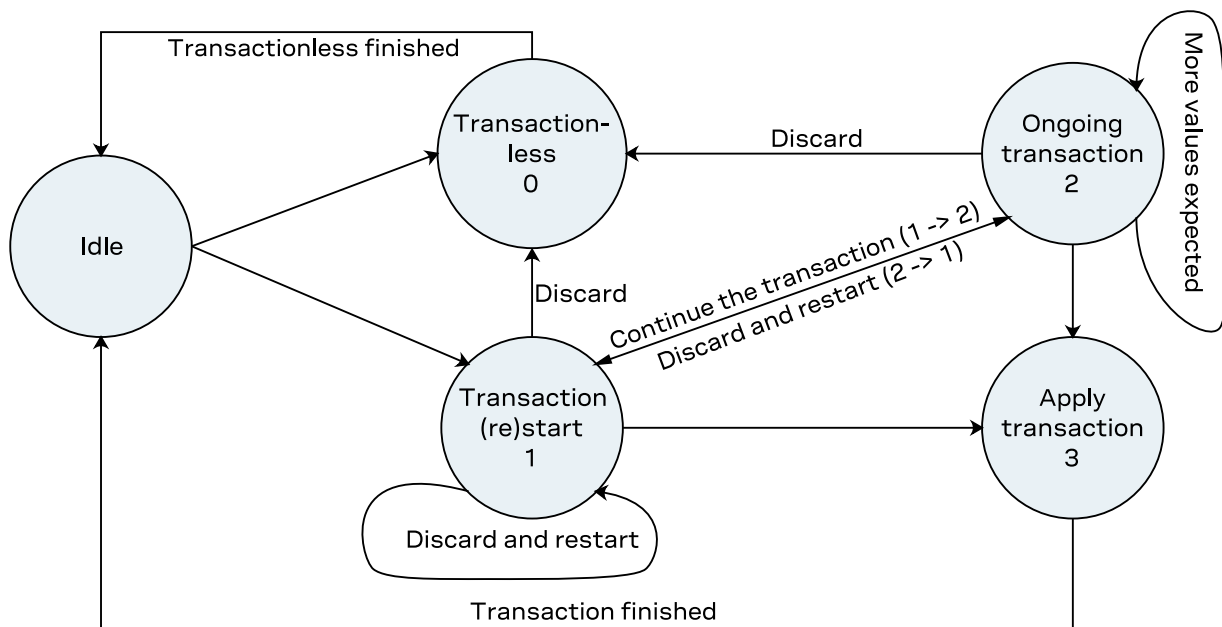 Transactionless finished
Transaction-
less
0
Discard
Ongoing
transaction
2
More values expected
Idle
Discard
Continue the transaction (1 -> 2)
Discard and restart (2 -> 1)
Transaction
(re)start
1
Apply
transaction
3
Discard and restart
Transaction finished